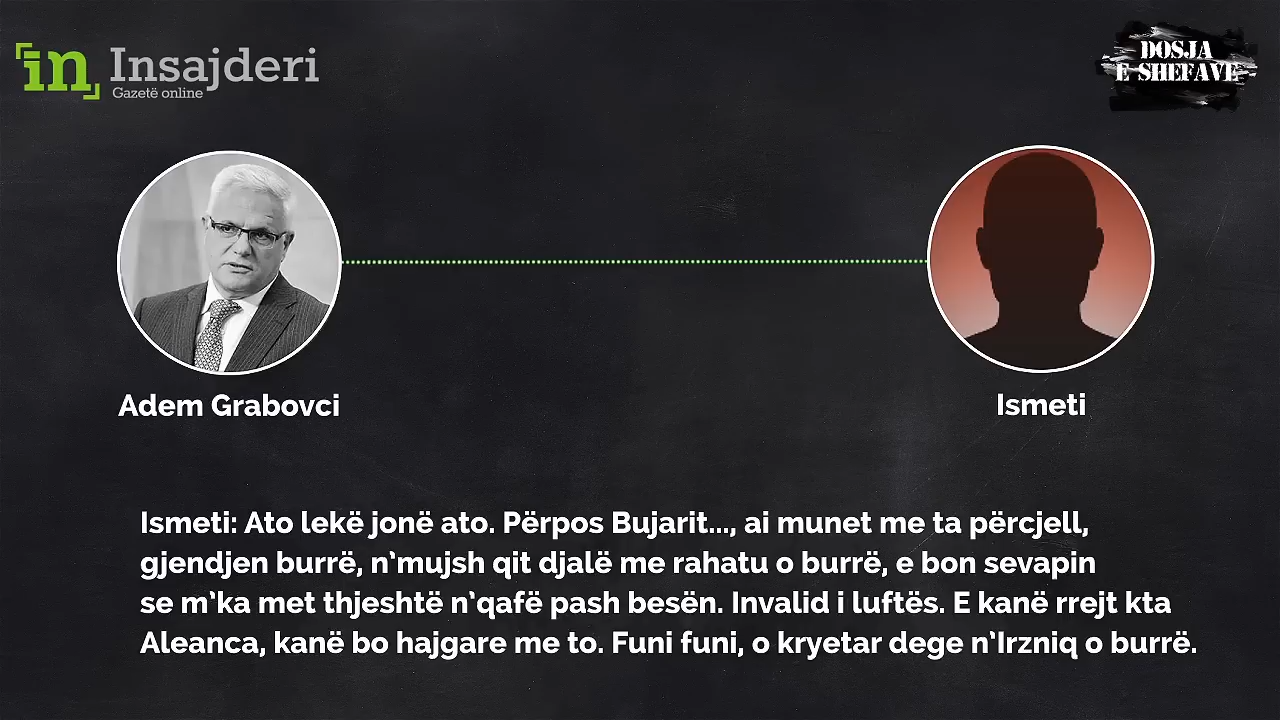 in Insajderi
Gazetë online
DOSJA
E SHEFAVE
Adem Grabovci
Ismeti
Ismeti: Ato lekë jonë ato. Përpos Bujarit..., ai munet me ta përcjell,
gjendjen burrë, n'mujsh qit djalë me rahatu o burrë, e bon sevapin
se m'ka met thjeshtë n'qafë pash besën. Invalid i luftës. E kanë rrejt kta
Aleanca, kanë bo hajgare me to. Funi funi, o kryetar dege n'Irzniq o burrë.